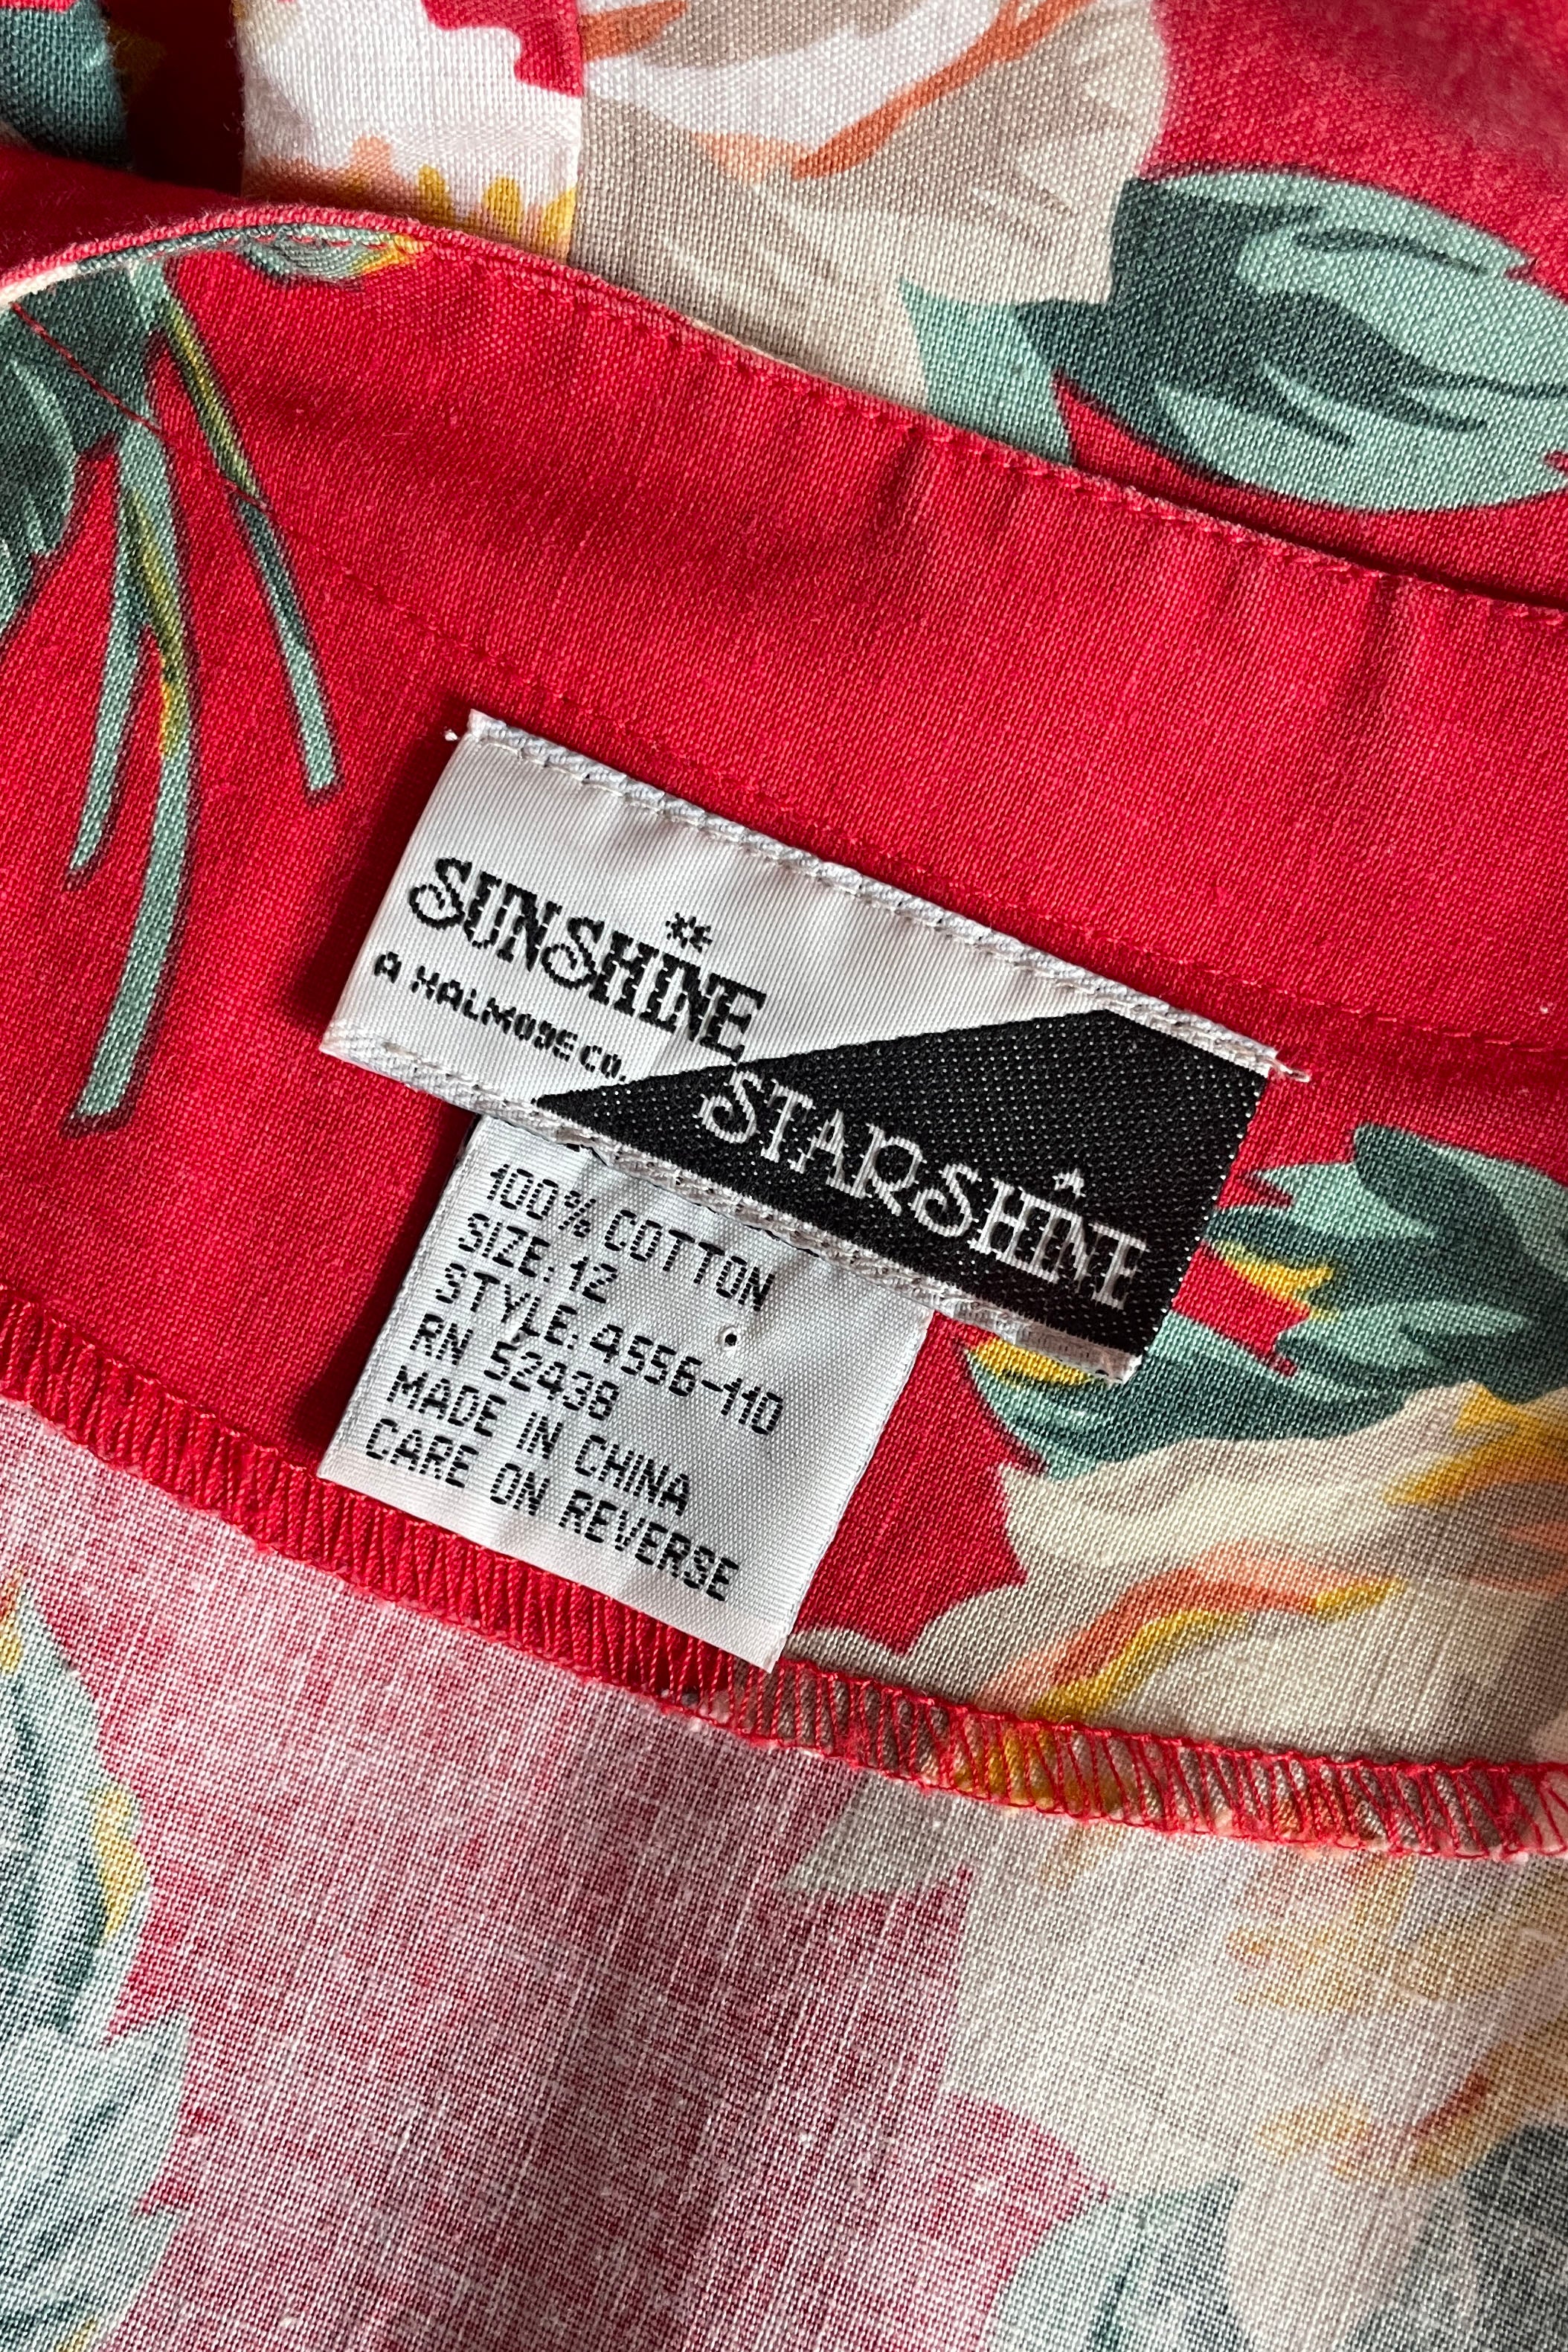 SUNSHINE
A HALMODE CO.
STARSHINE
100% COTTON
SIZE: 12
STYLE: 4556-110
RN 52438
MADE IN CHINA
CARE ON REVERSE